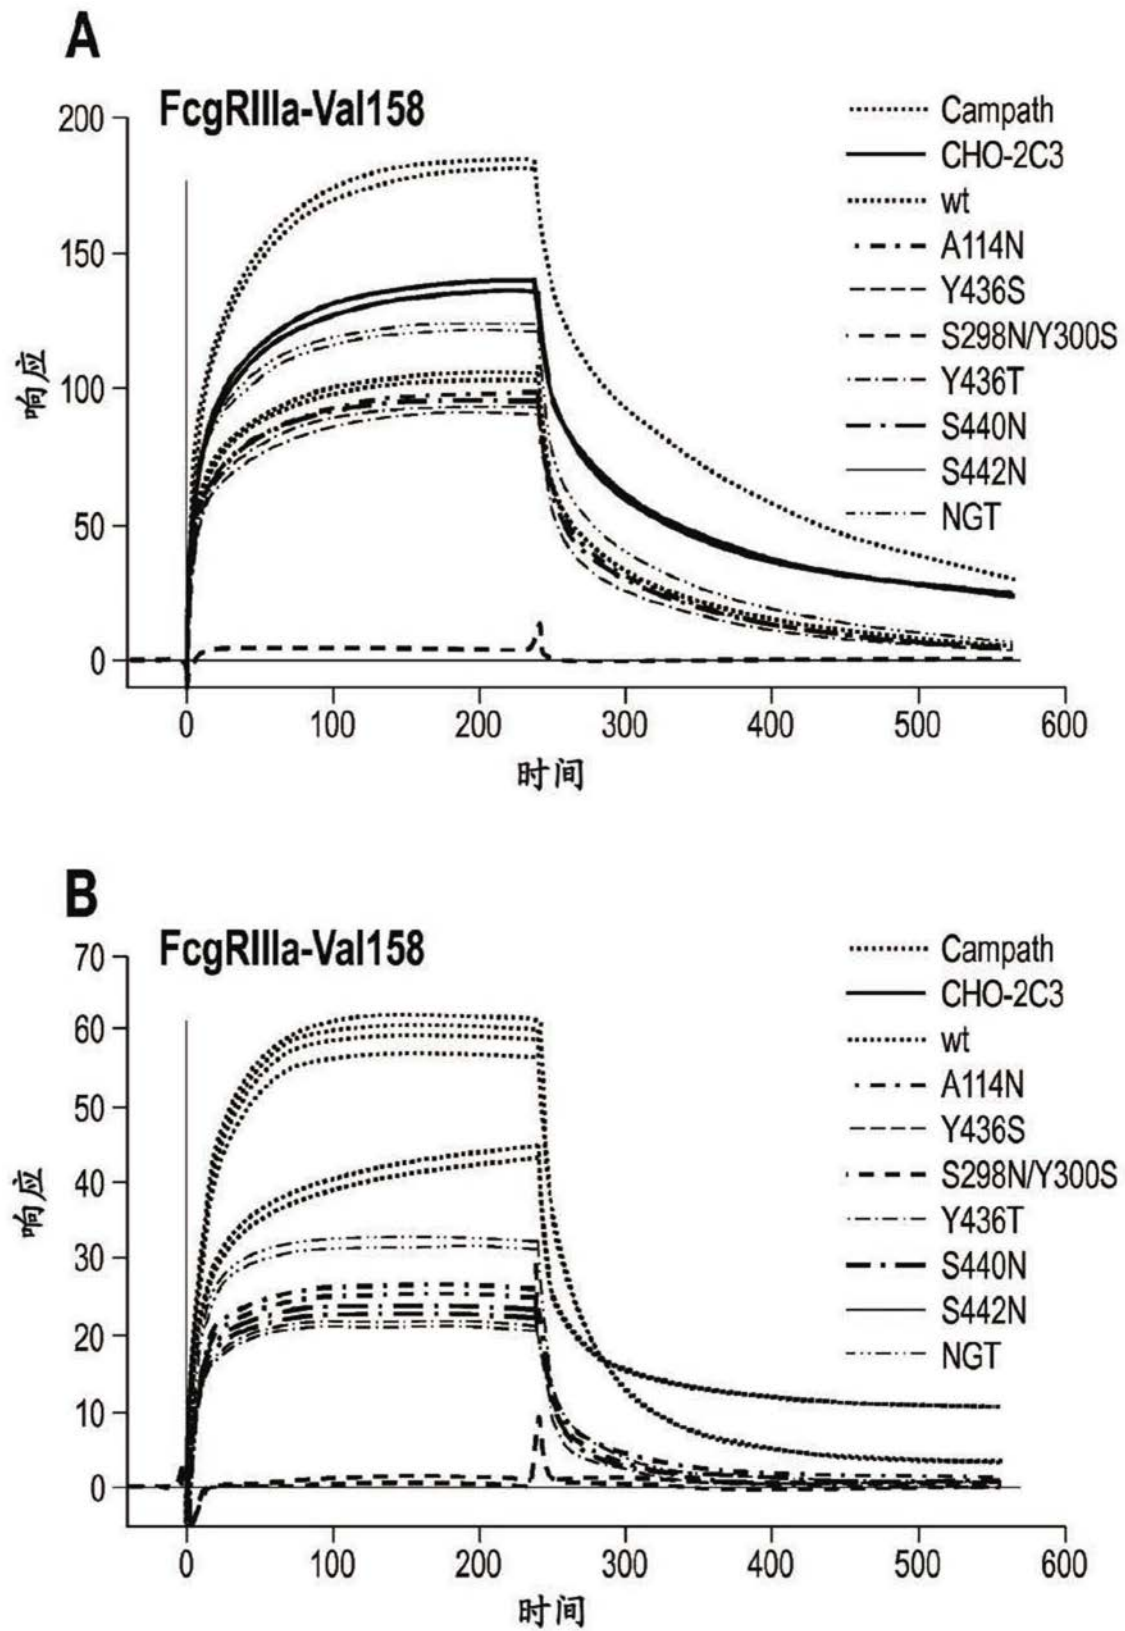 A
FcgRIIIa-Val158
200
150
100
50
0
响应
0 100 200 300 400 500 600
时间
Campath
CHO-2C3
wt
A114N
Y436S
S298N/Y300S
Y436T
S440N
S442N
NGT
B
FcgRIIIa-Val158
70
60
50
40
30
20
10
0
响应
0 100 200 300 400 500 600
时间
Campath
CHO-2C3
wt
A114N
Y436S
S298N/Y300S
Y436T
S440N
S442N
NGT